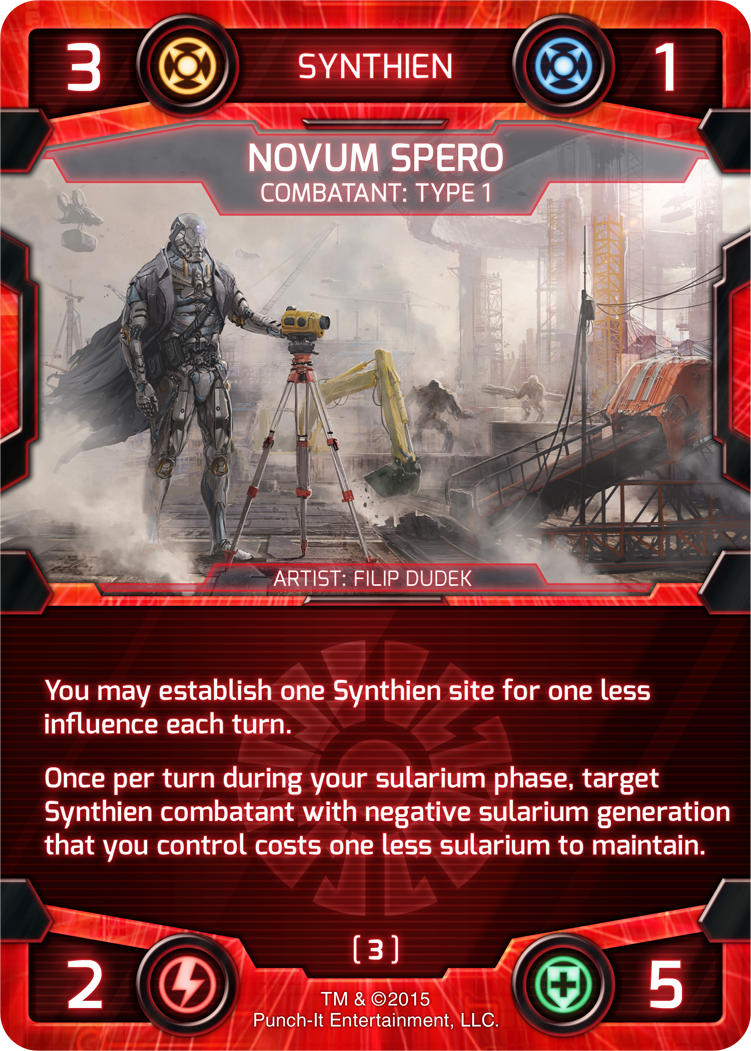 3 SYNTHIEN 1
NOVUM SPERO
COMBATANT: TYPE 1
ARTIST: FILIP DUDEK
You may establish one Synthien site for one less
influence each turn.
Once per turn during your sularium phase, target
Synthien combatant with negative sularium generation
that you control costs one less sularium to maintain.
[ 3 ]
2 5
TM & ©2015
Punch-It Entertainment, LLC.